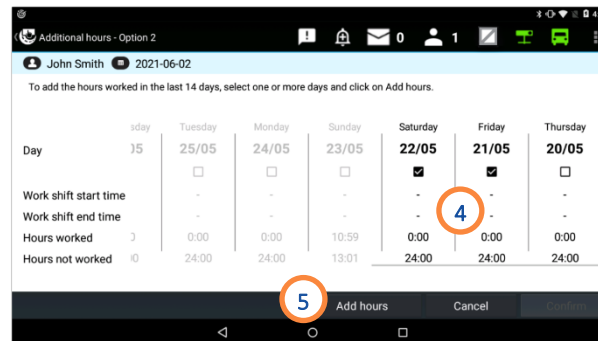 Additional hours - Option 2 0 1
John Smith 2021-06-02
To add the hours worked in the last 14 days, select one or more days and click on Add hours.
sday Tuesday Monday Sunday Saturday Friday Thursday
Day 25/05 24/05 23/05 22/05 21/05 20/05
Work shift start time - - - - - -
Work shift end time - - - - - -
4
Hours worked 0:00 0:00 10:59 0:00 0:00 0:00
Hours not worked 24:00 24:00 13:01 24:00 24:00 24:00
5 Add hours Cancel Confirm